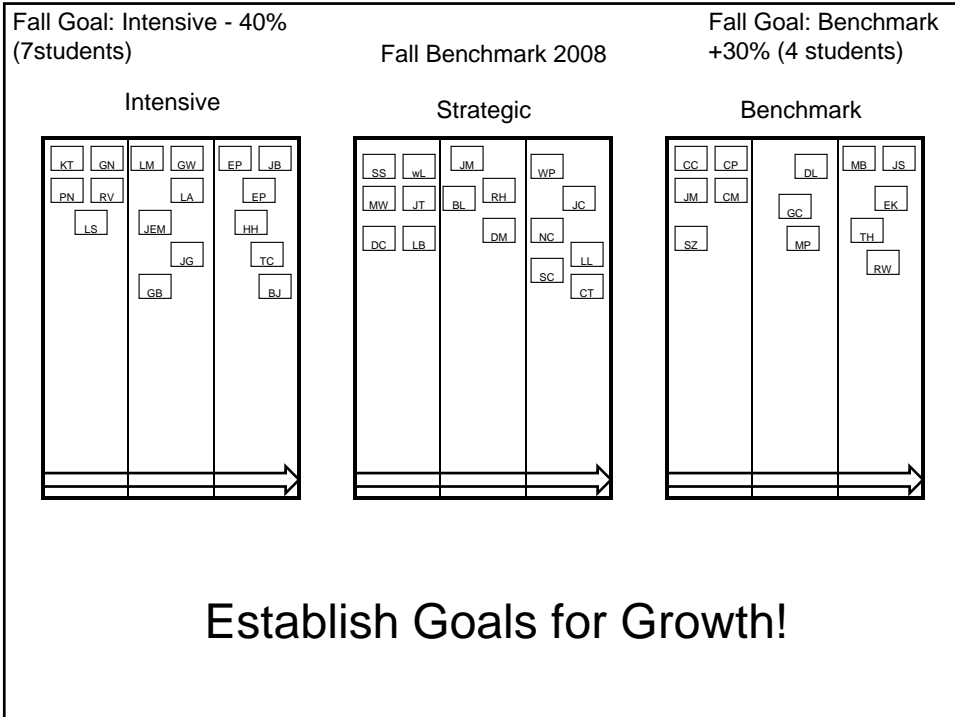 Fall Goal: Intensive - 40%
(7students)
Fall Benchmark 2008
Fall Goal: Benchmark
+30% (4 students)
Intensive
Strategic
Benchmark
KT GN LM GW EP JB
PN RV LA EP
LS JEM HH
JG TC
GB BJ
SS wL JM WP
MW JT BL RH JC
DC LB DM NC
LL
SC
CT
CC CP DL MB JS
JM CM GC EK
SZ MP TH
RW
Establish Goals for Growth!